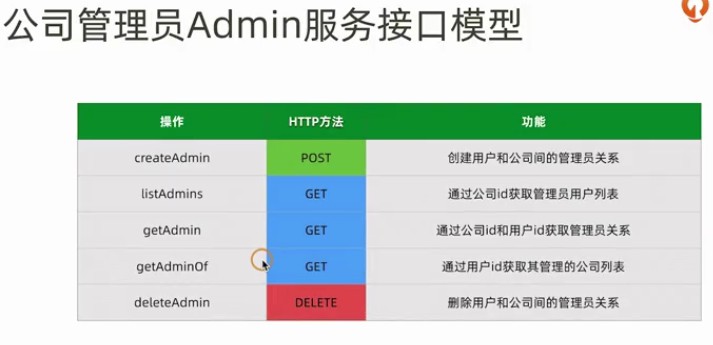 公司管理员Admin服务接口模型
操作 HTTP方法 功能
createAdmin POST 创建用户和公司间的管理员关系
listAdmins GET 通过公司id获取管理员用户列表
getAdmin GET 通过公司id和用户id获取管理员关系
getAdminOf GET 通过用户id获取其管理的公司列表
deleteAdmin DELETE 删除用户和公司间的管理员关系